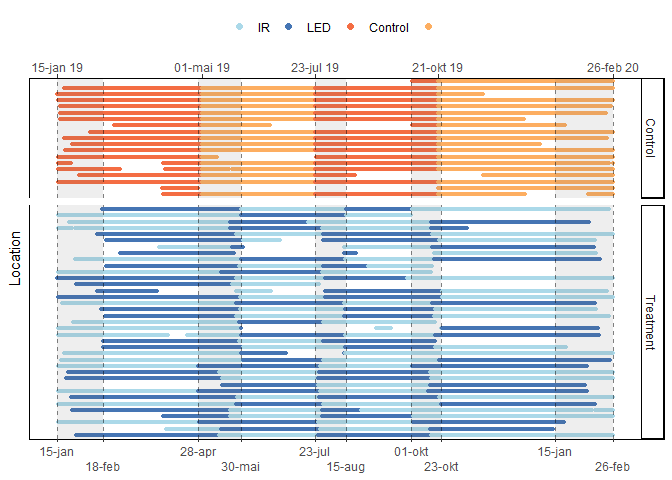 IR LED Control
15-jan 19 01-mai 19 23-jul 19 21-okt 19 26-feb 20
Control
Location
Treatment
15-jan 28-apr 23-jul 01-okt 15-jan
18-feb 30-mai 15-aug 23-okt 26-feb